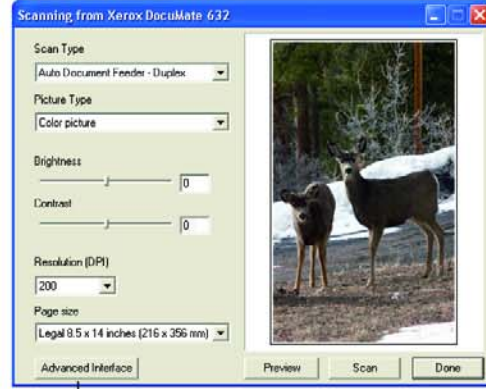 Scanning from Xerox DocuMate 632
Scan Type
Auto Document Feeder - Duplex
Picture Type
Color picture
Brightness
0
Contrast
0
Resolution (DPI)
200
Page size
Legal 8.5 x 14 inches (216 x 356 mm)
Advanced Interface
Preview
Scan
Done